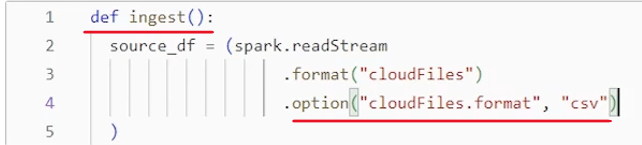 1 def ingest():
2 source_df = (spark.readStream
3 .format("cloudFiles")
4 .option("cloudFiles.format", "csv")
5 )